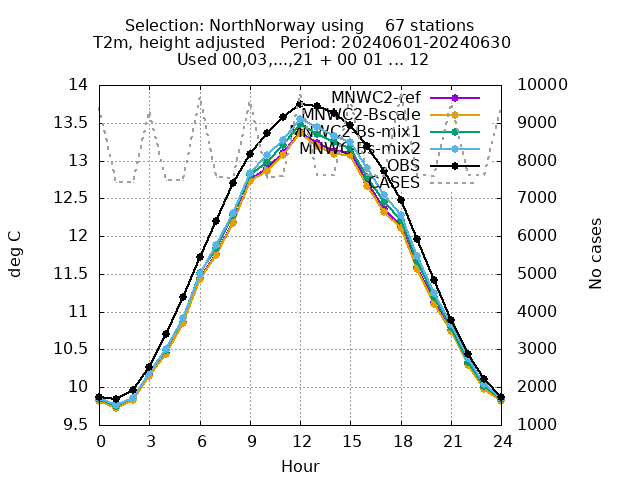 Selection: NorthNorway using    67 stations
T2m, height adjusted   Period: 20240601-20240630
Used 00,03,...,21 + 00 01 ... 12
14
13.5
13
12.5
12
11.5
11
10.5
10
9.5
deg C
10000
9000
8000
7000
6000
5000
4000
3000
2000
1000
No cases
MNWC2-ref
MNWC2-Bscale
MNWC2-Bs-mix1
MNWC2-Bs-mix2
OBS
CASES
0 3 6 9 12 15 18 21 24
Hour